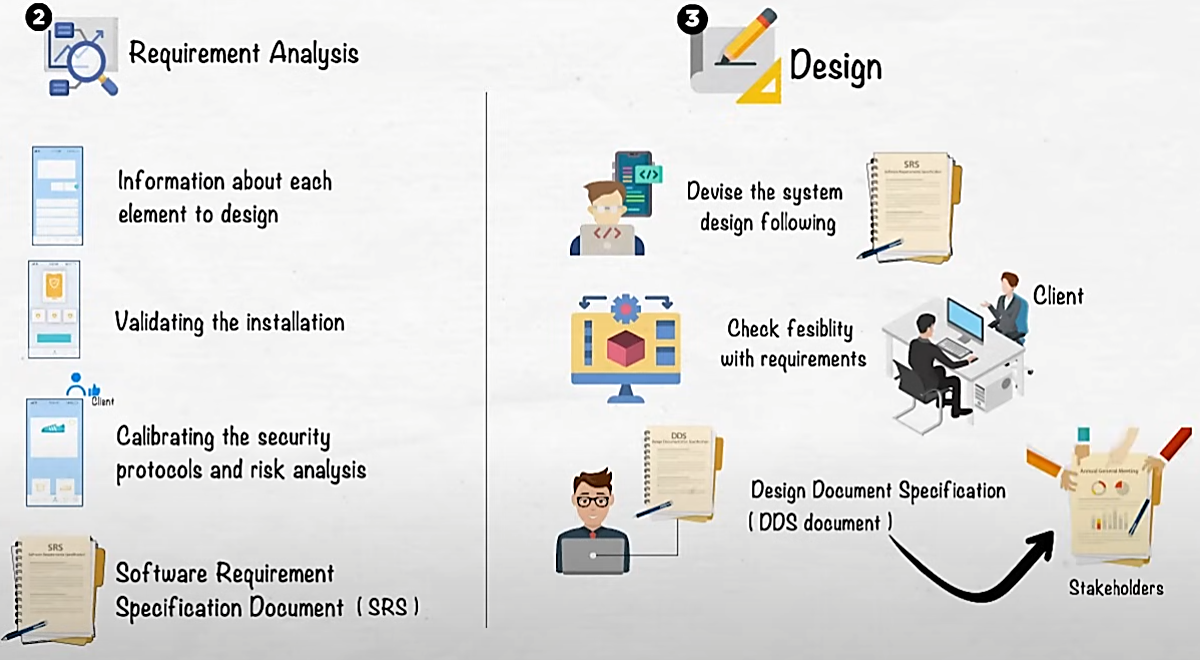 2
Requirement Analysis
Information about each
element to design
Validating the installation
Client
Calibrating the security
protocols and risk analysis
SRS
Software Requirement
Specification Document ( SRS )
3
Design
Devise the system
design following
SRS
</>
</>
Check fesiblity
with requirements
Client
DDS
Design Document Specification
( DDS document )
Annual General Meeting
Stakeholders